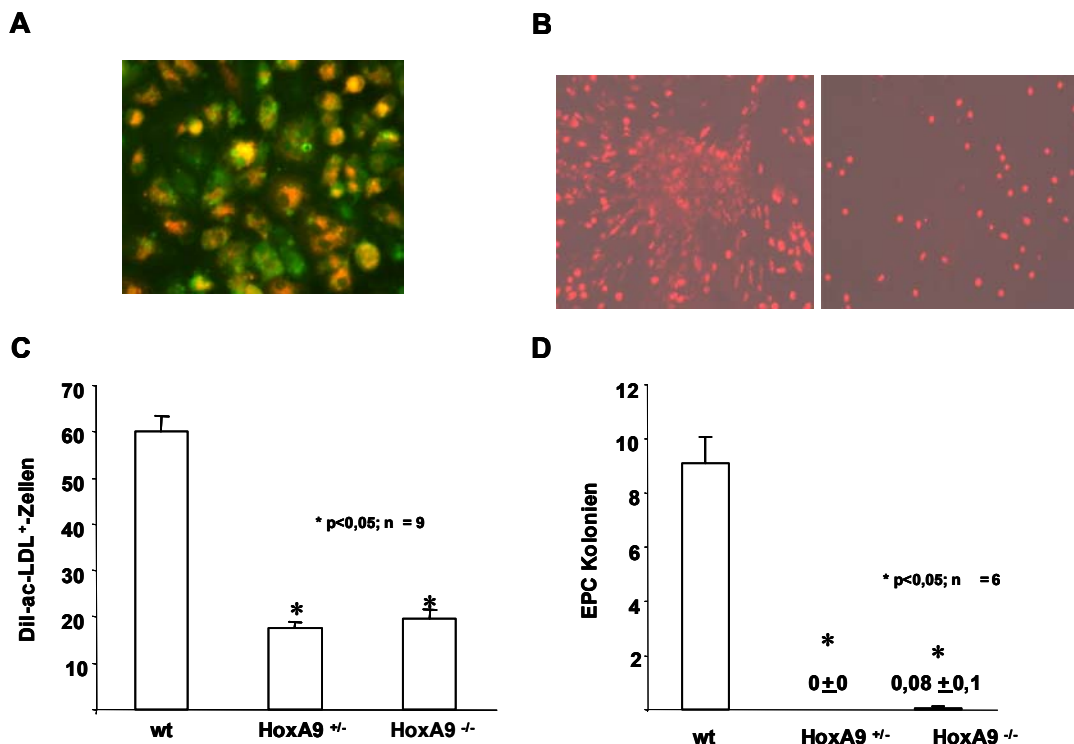 A
B
C
DiI-ac-LDL⁺-Zellen
70
60
50
40
30
20
10
* p<0,05; n = 9
*
*
wt
HoxA9 +/-
HoxA9 -/-
D
EPC Kolonien
12
10
8
6
4
2
* p<0,05; n = 6
*
*
0±0
0,08 ±0,1
wt
HoxA9 +/-
HoxA9 -/-